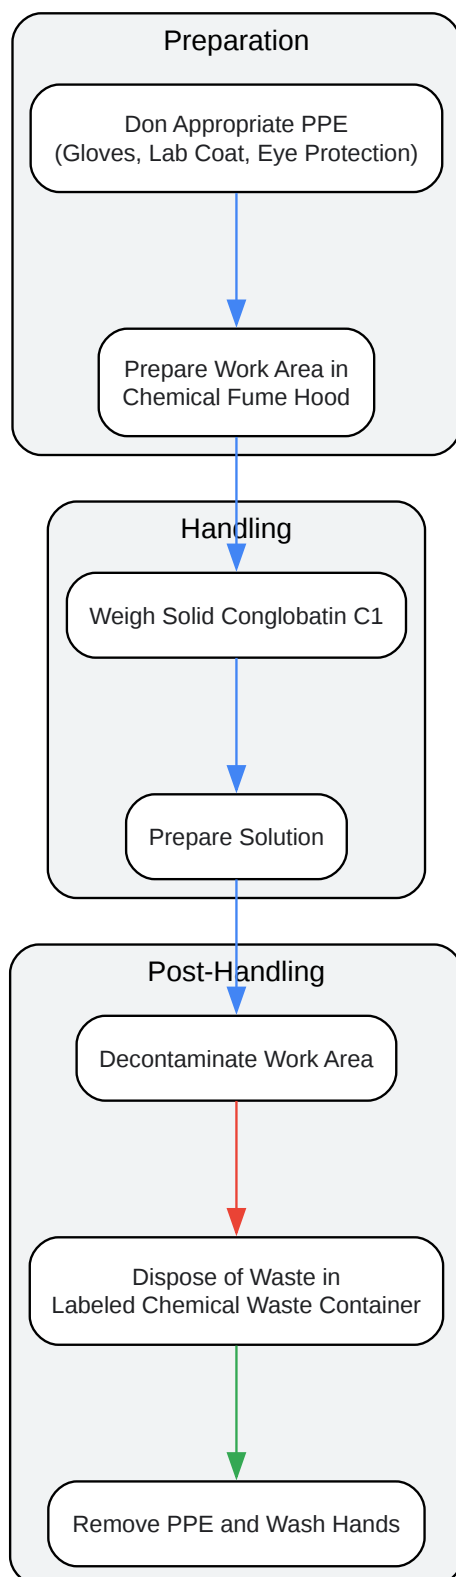 Preparation
Don Appropriate PPE
(Gloves, Lab Coat, Eye Protection)
Prepare Work Area in
Chemical Fume Hood
Handling
Weigh Solid Conglobatin C1
Prepare Solution
Post-Handling
Decontaminate Work Area
Dispose of Waste in
Labeled Chemical Waste Container
Remove PPE and Wash Hands